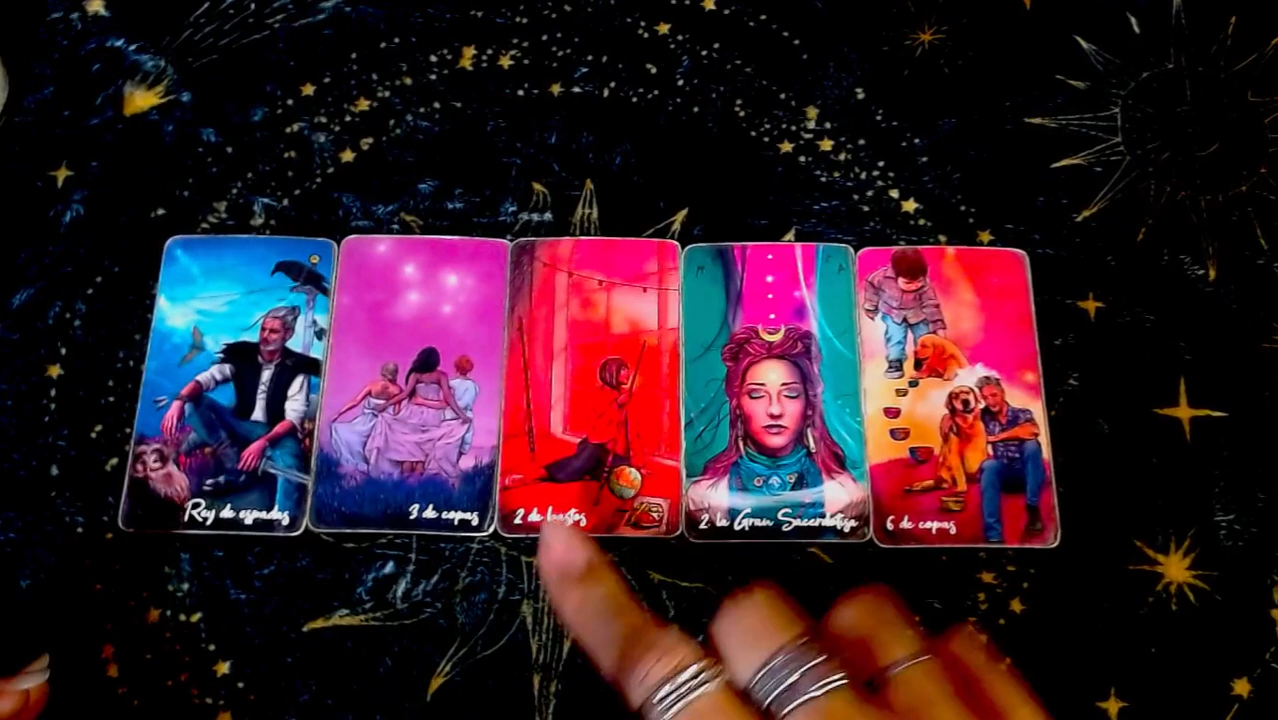 Rey de espadas
3 de copas
2 de bastos
2 la Gran Sacerdotisa
6 de copas